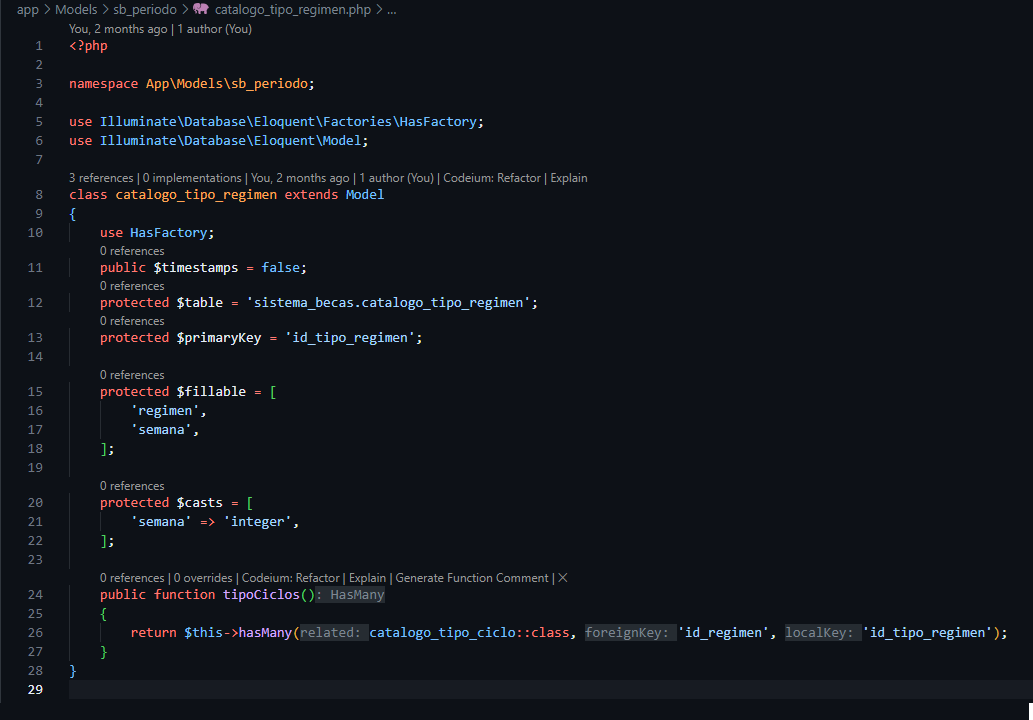 app > Models > sb_periodo > catalogo_tipo_regimen.php > ...
You, 2 months ago | 1 author (You)
1 <?php
2
3 namespace App\Models\sb_periodo;
4
5 use Illuminate\Database\Eloquent\Factories\HasFactory;
6 use Illuminate\Database\Eloquent\Model;
7
3 references | 0 implementations | You, 2 months ago | 1 author (You) | Codeium: Refactor | Explain
8 class catalogo_tipo_regimen extends Model
9 {
10 use HasFactory;
0 references
11 public $timestamps = false;
0 references
12 protected $table = 'sistema_becas.catalogo_tipo_regimen';
0 references
13 protected $primaryKey = 'id_tipo_regimen';
14
0 references
15 protected $fillable = [
16 'regimen',
17 'semana',
18 ];
19
0 references
20 protected $casts = [
21 'semana' => 'integer',
22 ];
23
0 references | 0 overrides | Codeium: Refactor | Explain | Generate Function Comment | ×
24 public function tipoCiclos(): HasMany
25 {
26 return $this->hasMany(related: catalogo_tipo_ciclo::class, foreignKey: 'id_regimen', localKey: 'id_tipo_regimen');
27 }
28 }
29